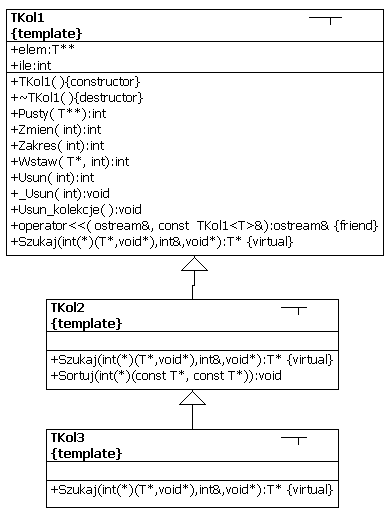 TKol1
{template}
+elem:T**
+ile:int
+TKol1( ){constructor}
+~TKol1( ){destructor}
+Pusty( T**):int
+Zmien( int):int
+Zakres( int):int
+Wstaw( T*, int):int
+Usun( int):int
+_Usun( int):void
+Usun_kolekcje( ):void
+operator<<( ostream&, const TKol1<T>&):ostream& {friend}
+Szukaj(int(*)(T*,void*),int&,void*):T* {virtual}
TKol2
{template}
+Szukaj(int(*)(T*,void*),int&,void*):T* {virtual}
+Sortuj(int(*)(const T*, const T*)):void
TKol3
{template}
+Szukaj(int(*)(T*,void*),int&,void*):T* {virtual}